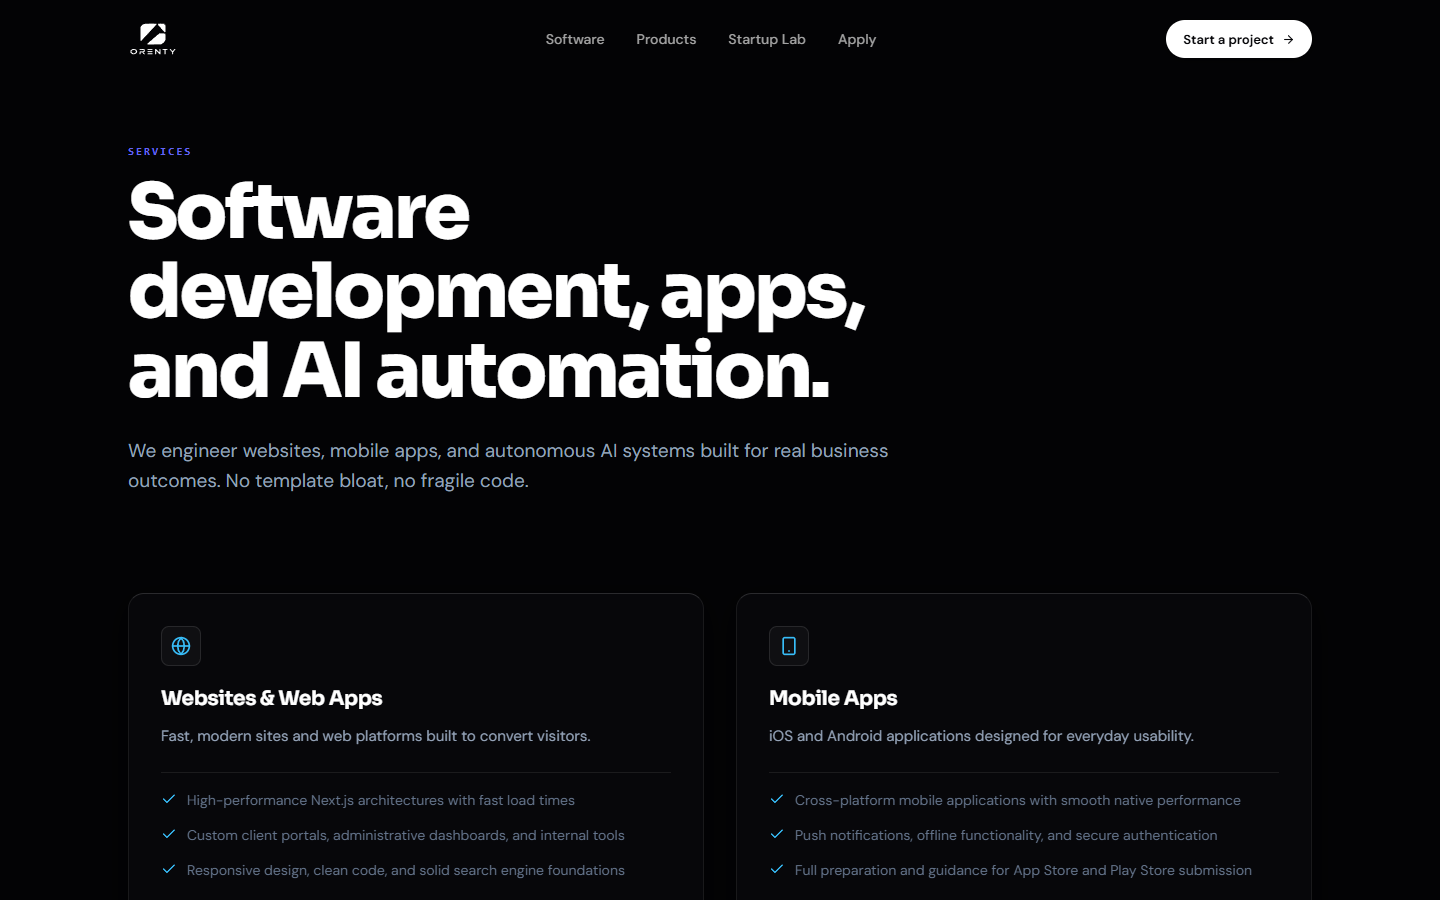 ORENTY
Software
Products
Startup Lab
Apply
Start a project →
SERVICES
Software
development, apps,
and AI automation.
We engineer websites, mobile apps, and autonomous AI systems built for real business
outcomes. No template bloat, no fragile code.
Websites & Web Apps
Fast, modern sites and web platforms built to convert visitors.
High-performance Next.js architectures with fast load times
Custom client portals, administrative dashboards, and internal tools
Responsive design, clean code, and solid search engine foundations
Mobile Apps
iOS and Android applications designed for everyday usability.
Cross-platform mobile applications with smooth native performance
Push notifications, offline functionality, and secure authentication
Full preparation and guidance for App Store and Play Store submission